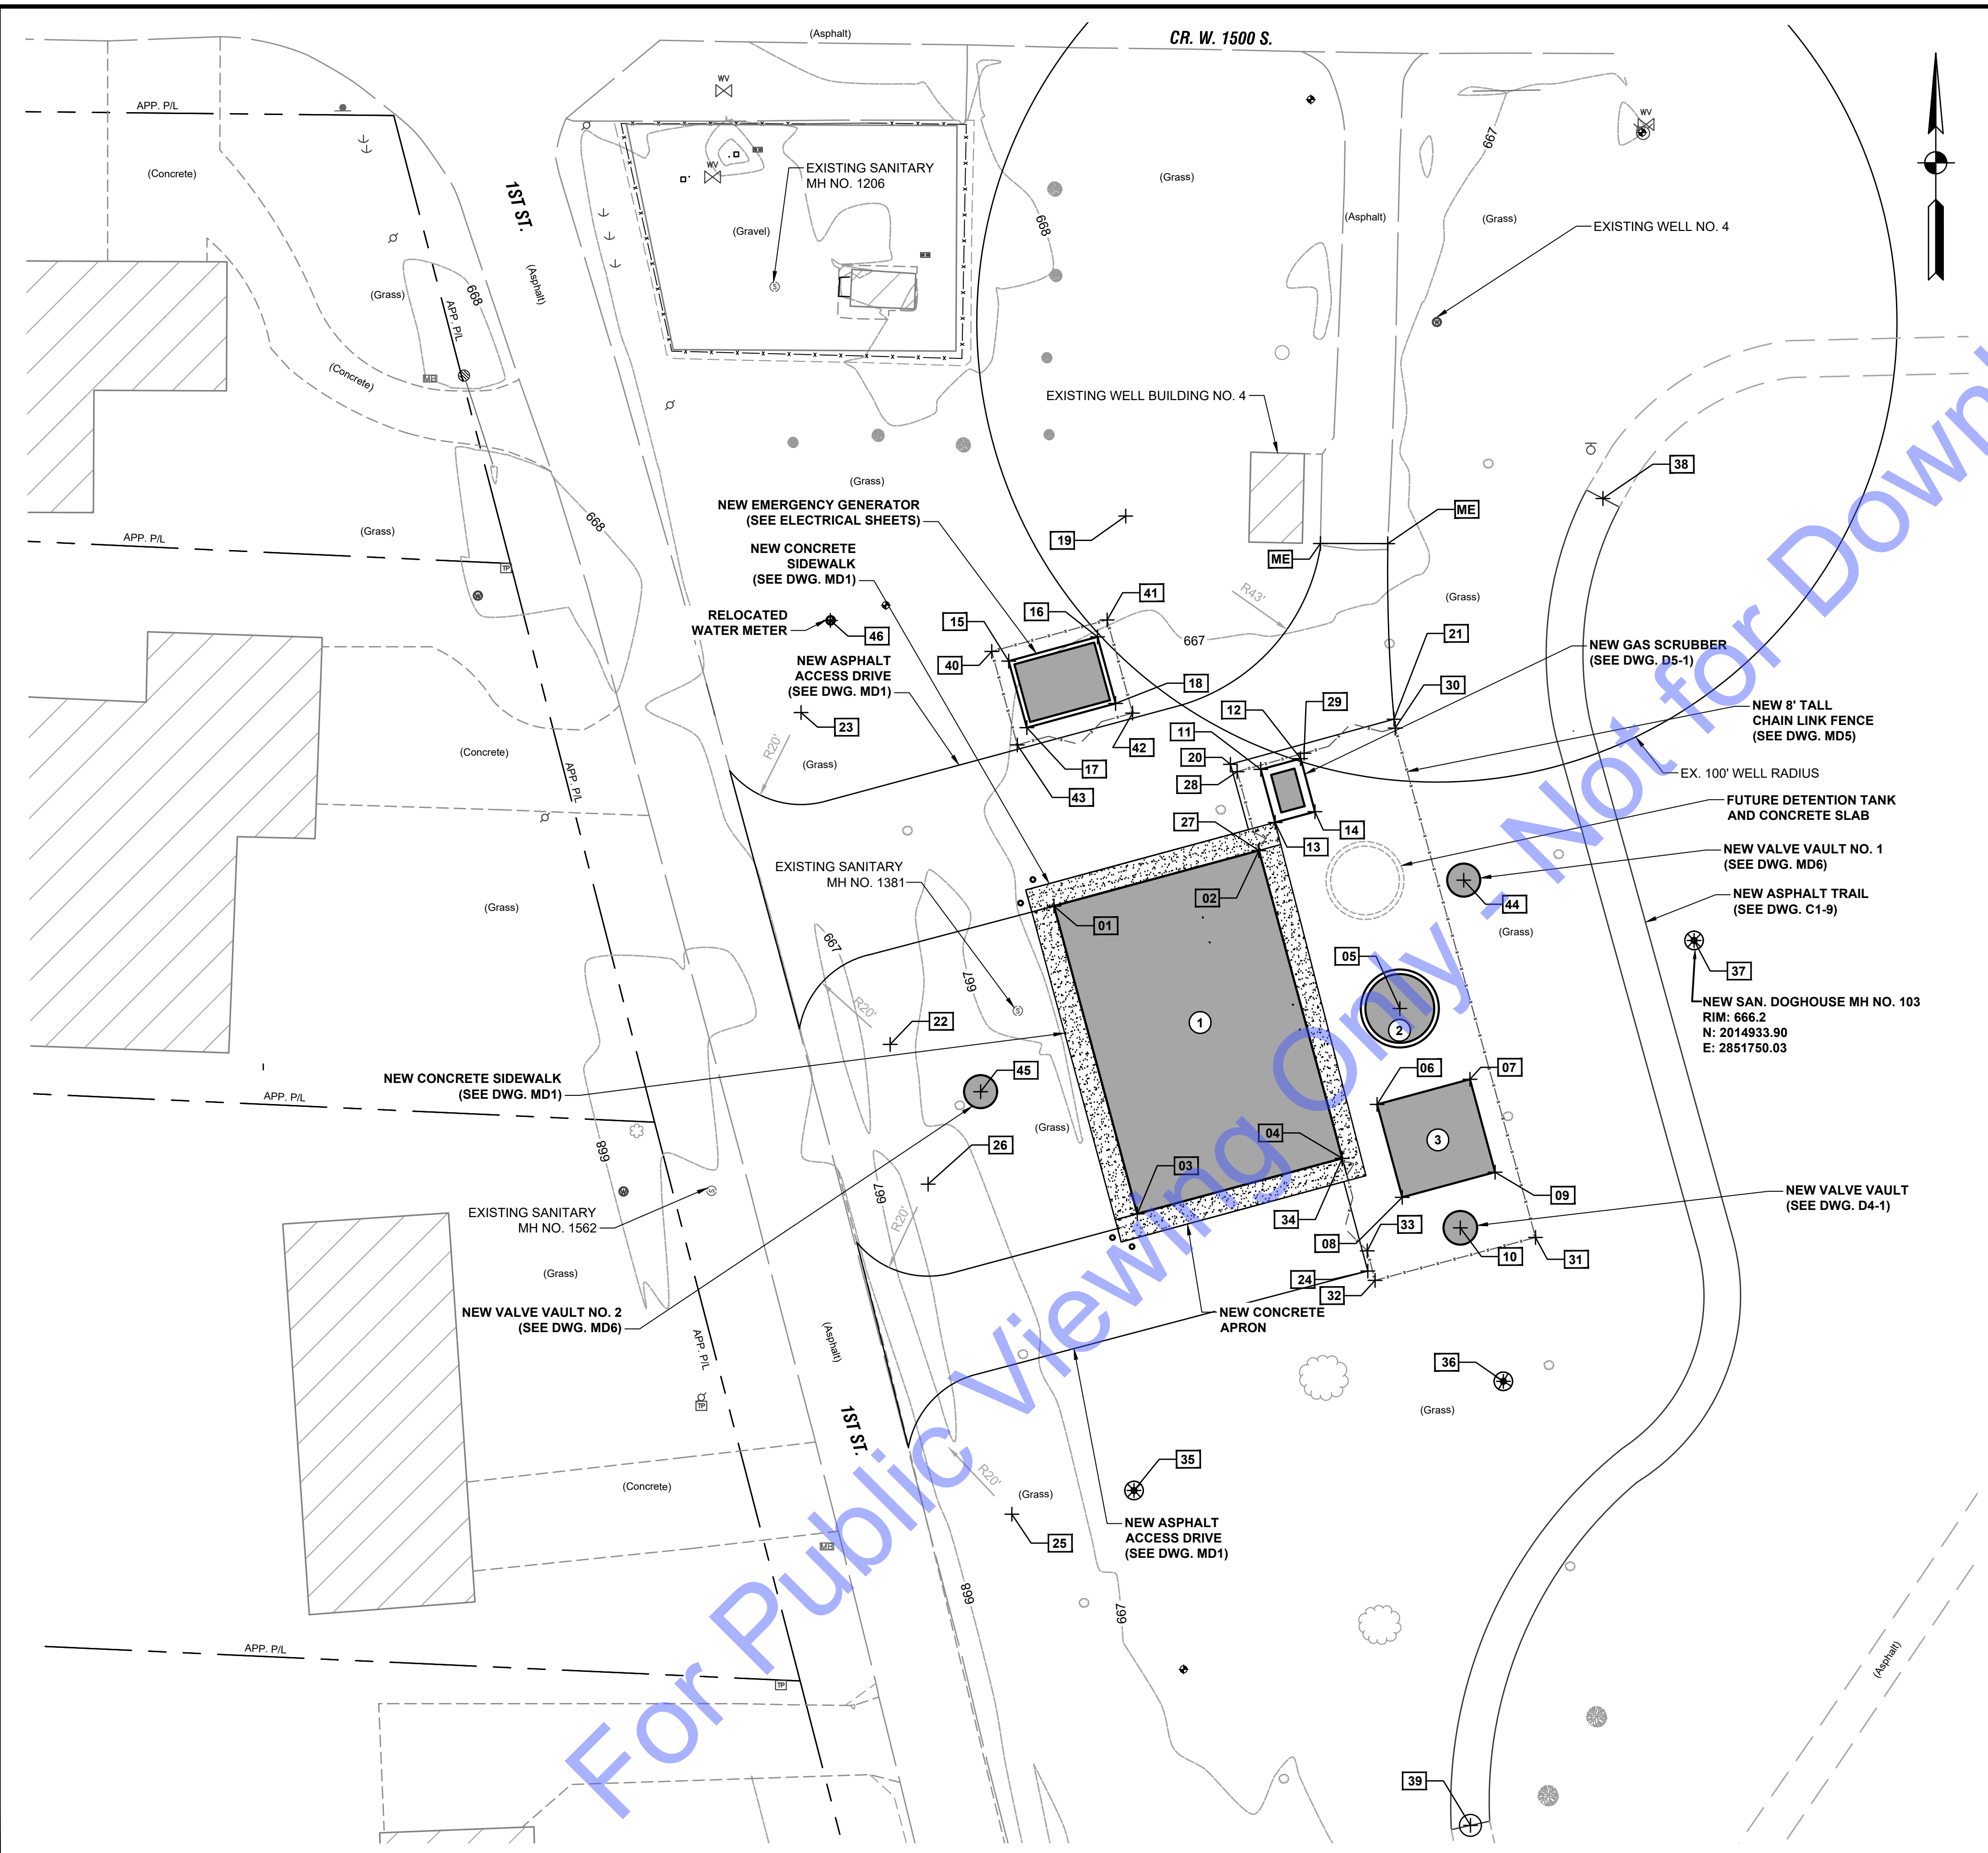 (Asphalt)
CR. W. 1500 S.
WV
APP. P/L
WV
667
(Concrete)
WV
EXISTING SANITARY
MH NO. 1206
(Grass)
1ST ST.
668
(Asphalt)
(Grass)
(Gravel)
EXISTING WELL NO. 4
(Asphalt)
(Grass)
668
APP. P/L
(Concrete)
MB
EXISTING WELL BUILDING NO. 4
38
(Grass)
NEW EMERGENCY GENERATOR
(SEE ELECTRICAL SHEETS)
ME
668
(Grass)
APP. P/L
19
NEW CONCRETE
SIDEWALK
(SEE DWG. MD1)
ME
TP
R43'
41
(Grass)
16
RELOCATED
WATER METER
46
15
667
21
NEW GAS SCRUBBER
(SEE DWG. D5-1)
40
NEW ASPHALT
ACCESS DRIVE
(SEE DWG. MD1)
18
30
29
12
NEW 8' TALL
CHAIN LINK FENCE
(SEE DWG. MD5)
23
11
42
R20'
(Concrete)
20
(Grass)
17
EX. 100' WELL RADIUS
APP. P/L
28
43
FUTURE DETENTION TANK
AND CONCRETE SLAB
27
14
13
NEW VALVE VAULT NO. 1
(SEE DWG. MD6)
EXISTING SANITARY
MH NO. 1381
02
NEW ASPHALT TRAIL
(SEE DWG. C1-9)
44
(Grass)
01
(Grass)
667
05
37
667
R20'
NEW SAN. DOGHOUSE MH NO. 103
RIM: 666.2
N: 2014933.90
E: 2851750.03
22
1
2
45
06
07
NEW CONCRETE SIDEWALK
(SEE DWG. MD1)
APP. P/L
(Grass)
04
3
668
26
03
667
09
NEW VALVE VAULT
(SEE DWG. D4-1)
EXISTING SANITARY
MH NO. 1562
R20'
34
33
08
10
31
(Grass)
24
32
NEW VALVE VAULT NO. 2
(SEE DWG. MD6)
NEW CONCRETE
APRON
(Asphalt)
APP. P/L
36
TP
(Grass)
1ST ST.
35
R20'
(Concrete)
(Grass)
NEW ASPHALT
ACCESS DRIVE
(SEE DWG. MD1)
MB
25
668
667
APP. P/L
(Asphalt)
TP
39
For Public Viewing Only - Not for Downl